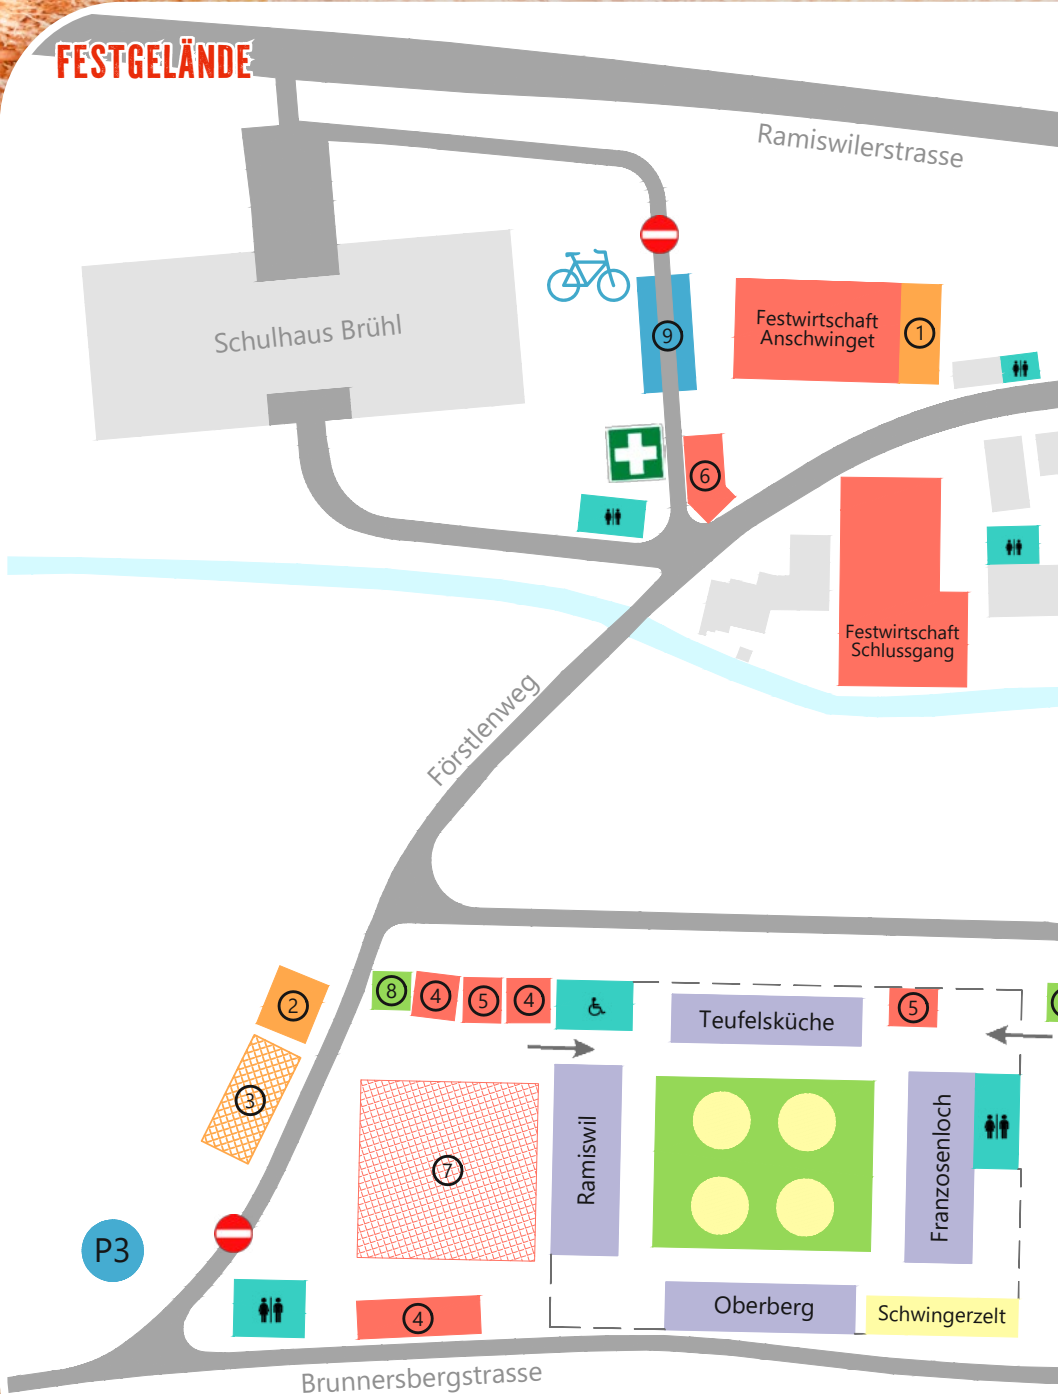 FESTGELÄNDE
Ramiswilerstrasse
Schulhaus Brühl
Festwirtschaft
Anschwinget
1
9
6
Festwirtschaft
Schlussgang
Förstlenweg
2
8
4
5
4
Teufelsküche
5
3
7
Ramiswil
Franzosenloch
P3
4
Oberberg
Schwingerzelt
Brunnersbergstrasse